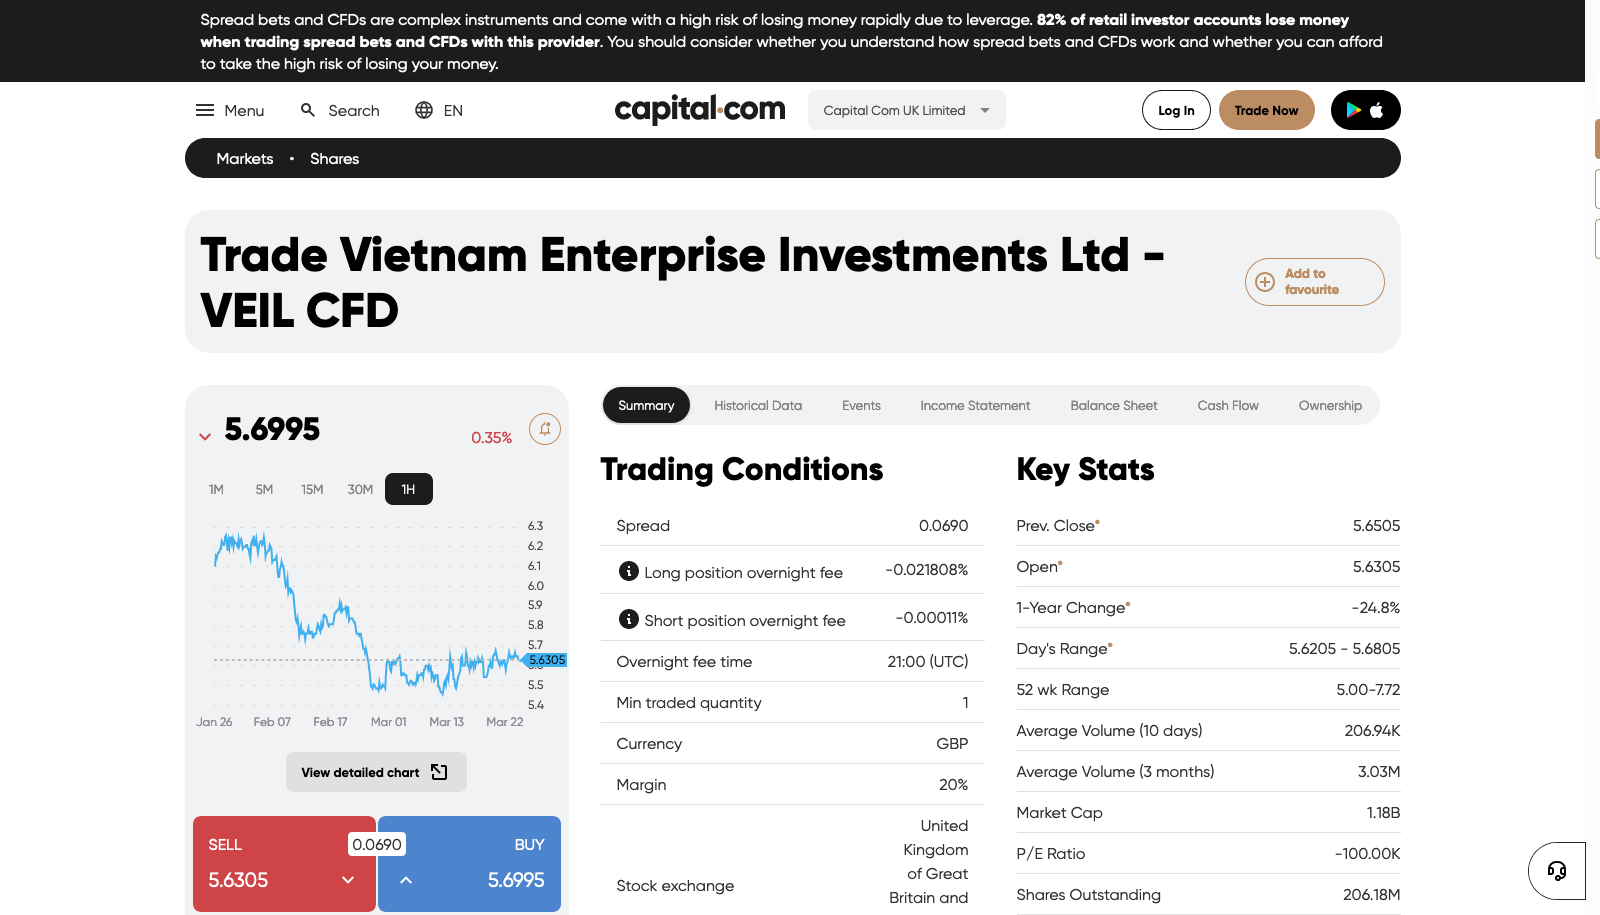 Spread bets and CFDs are complex instruments and come with a high risk of losing money rapidly due to leverage. 82% of retail investor accounts lose money
when trading spread bets and CFDs with this provider. You should consider whether you understand how spread bets and CFDs work and whether you can afford
to take the high risk of losing your money.
Menu Search EN capital.com Capital Com UK Limited Log In Trade Now
Markets • Shares
Trade Vietnam Enterprise Investments Ltd -
VEIL CFD
Add to
favourite
5.6995
0.35%
1M 5M 15M 30M 1H
6.3
6.2
6.1
6.0
5.9
5.8
5.7
5.6305
5.5
5.4
Jan 26 Feb 07 Feb 17 Mar 01 Mar 13 Mar 22
View detailed chart
SELL 0.0690 BUY
5.6305 5.6995
Summary Historical Data Events Income Statement Balance Sheet Cash Flow Ownership
Trading Conditions
Spread 0.0690
Long position overnight fee -0.021808%
Short position overnight fee -0.00011%
Overnight fee time 21:00 (UTC)
Min traded quantity 1
Currency GBP
Margin 20%
Stock exchange United
Kingdom
of Great
Britain and
Key Stats
Prev. Close* 5.6505
Open* 5.6305
1-Year Change* -24.8%
Day's Range* 5.6205 - 5.6805
52 wk Range 5.00-7.72
Average Volume (10 days) 206.94K
Average Volume (3 months) 3.03M
Market Cap 1.18B
P/E Ratio -100.00K
Shares Outstanding 206.18M